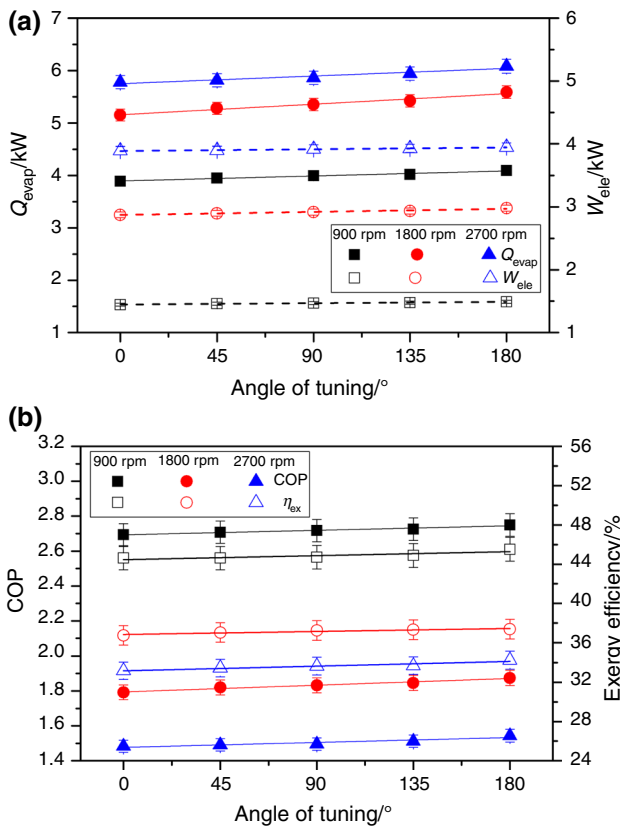 (a)
7
6
5
4
3
2
1
Q_evap/kW
6
5
4
3
2
1
W_ele/kW
900 rpm 1800 rpm 2700 rpm
Q_evap
W_ele
0 45 90 135 180
Angle of tuning/°
(b)
3.2
3.0
2.8
2.6
2.4
2.2
2.0
1.8
1.6
1.4
COP
56
52
48
44
40
36
32
28
24
Exergy efficiency/%
900 rpm 1800 rpm 2700 rpm
COP
η_ex
0 45 90 135 180
Angle of tuning/°